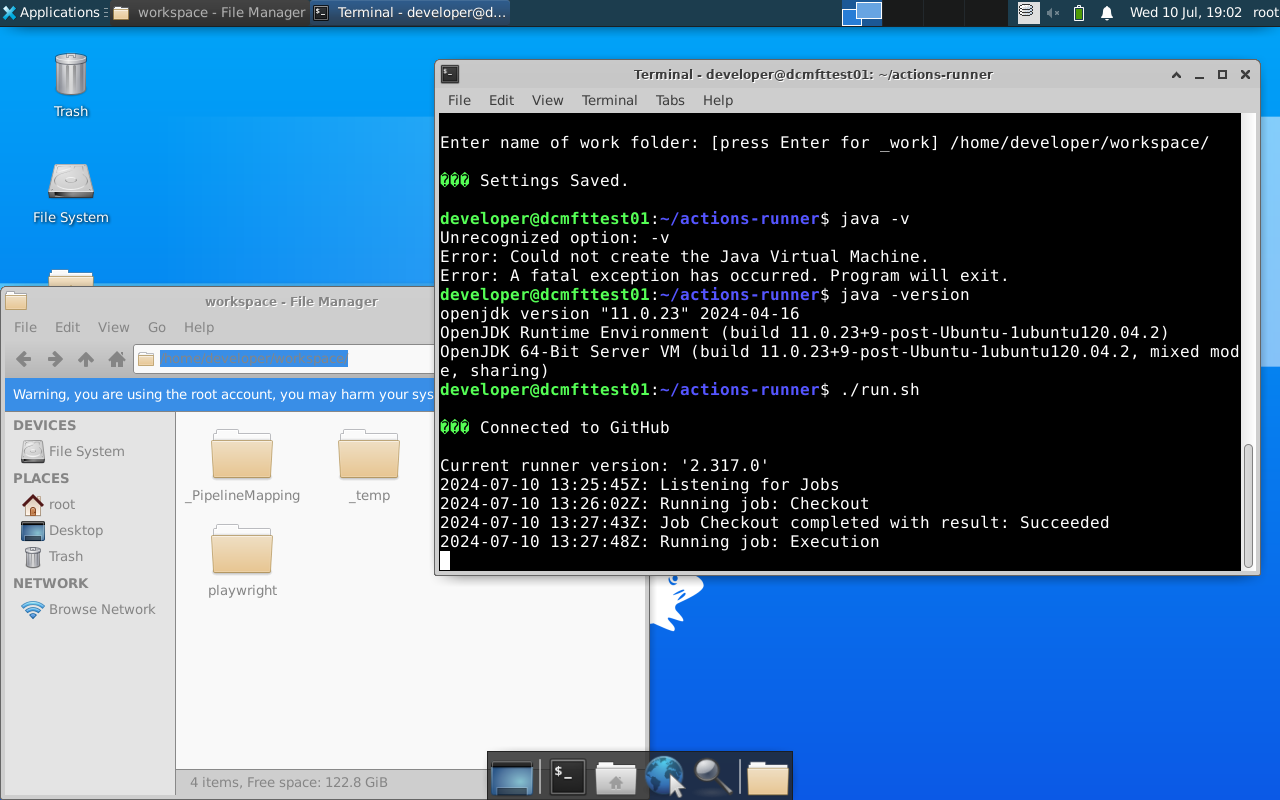 Applications
workspace - File Manager
Terminal - developer@d...
Wed 10 Jul, 19:02
root
Trash
File System
Terminal - developer@dcmfttest01: ~/actions-runner
File Edit View Terminal Tabs Help
Enter name of work folder: [press Enter for _work] /home/developer/workspace/
��� Settings Saved.
developer@dcmfttest01:~/actions-runner$ java -v
Unrecognized option: -v
Error: Could not create the Java Virtual Machine.
Error: A fatal exception has occurred. Program will exit.
developer@dcmfttest01:~/actions-runner$ java -version
openjdk version "11.0.23" 2024-04-16
OpenJDK Runtime Environment (build 11.0.23+9-post-Ubuntu-1ubuntu120.04.2)
OpenJDK 64-Bit Server VM (build 11.0.23+9-post-Ubuntu-1ubuntu120.04.2, mixed mod
e, sharing)
developer@dcmfttest01:~/actions-runner$ ./run.sh
��� Connected to GitHub
Current runner version: '2.317.0'
2024-07-10 13:25:45Z: Listening for Jobs
2024-07-10 13:26:02Z: Running job: Checkout
2024-07-10 13:27:43Z: Job Checkout completed with result: Succeeded
2024-07-10 13:27:48Z: Running job: Execution
workspace - File Manager
File Edit View Go Help
/home/developer/workspace/
Warning, you are using the root account, you may harm your sys
DEVICES
File System
PLACES
root
Desktop
Trash
NETWORK
Browse Network
_PipelineMapping
_temp
playwright
4 items, Free space: 122.8 GiB